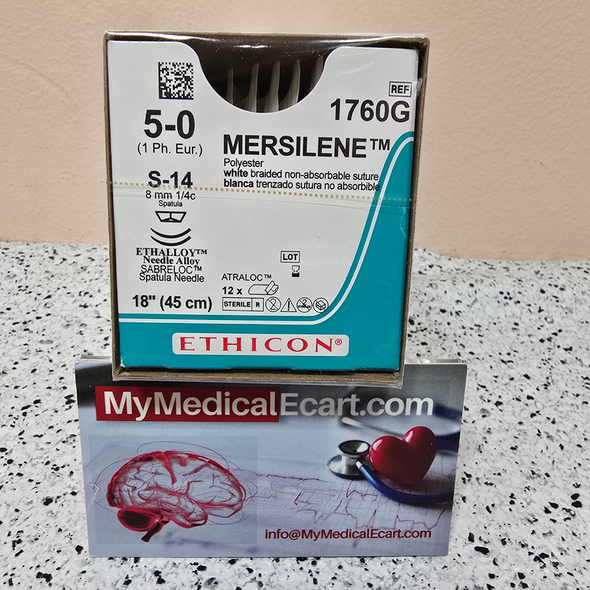 REF
1760G
5-0
(1 Ph. Eur.)
MERSILENE™
Polyester
white braided non-absorbable suture
blanca trenzado sutura no absorbible
S-14
8 mm 1/4c
Spatula
ETHALLOY™
Needle Alloy
SABRELOC™
Spatula Needle
LOT
ATRALOC™
12 x
18" (45 cm)
STERILE R
ETHICON®
MyMedicalEcart.com
info@MyMedicalEcart.com